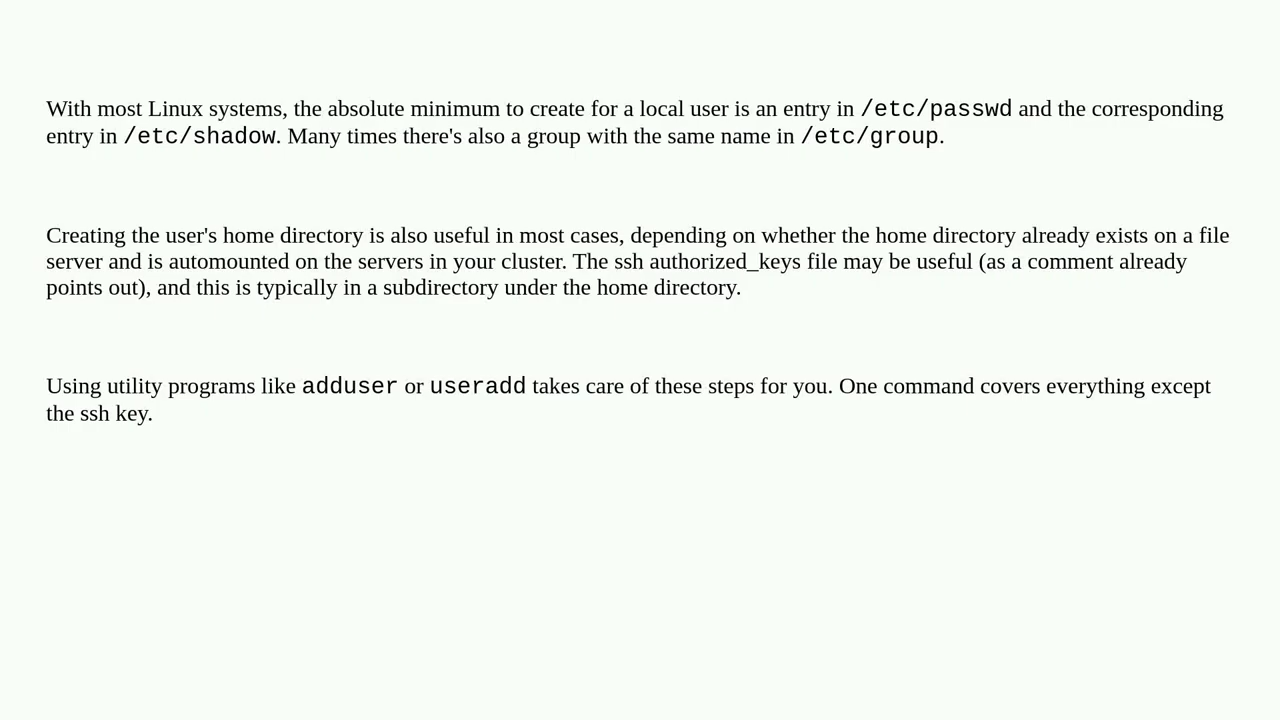 With most Linux systems, the absolute minimum to create for a local user is an entry in /etc/passwd and the corresponding
entry in /etc/shadow. Many times there's also a group with the same name in /etc/group.
Creating the user's home directory is also useful in most cases, depending on whether the home directory already exists on a file
server and is automounted on the servers in your cluster. The ssh authorized_keys file may be useful (as a comment already
points out), and this is typically in a subdirectory under the home directory.
Using utility programs like adduser or useradd takes care of these steps for you. One command covers everything except
the ssh key.